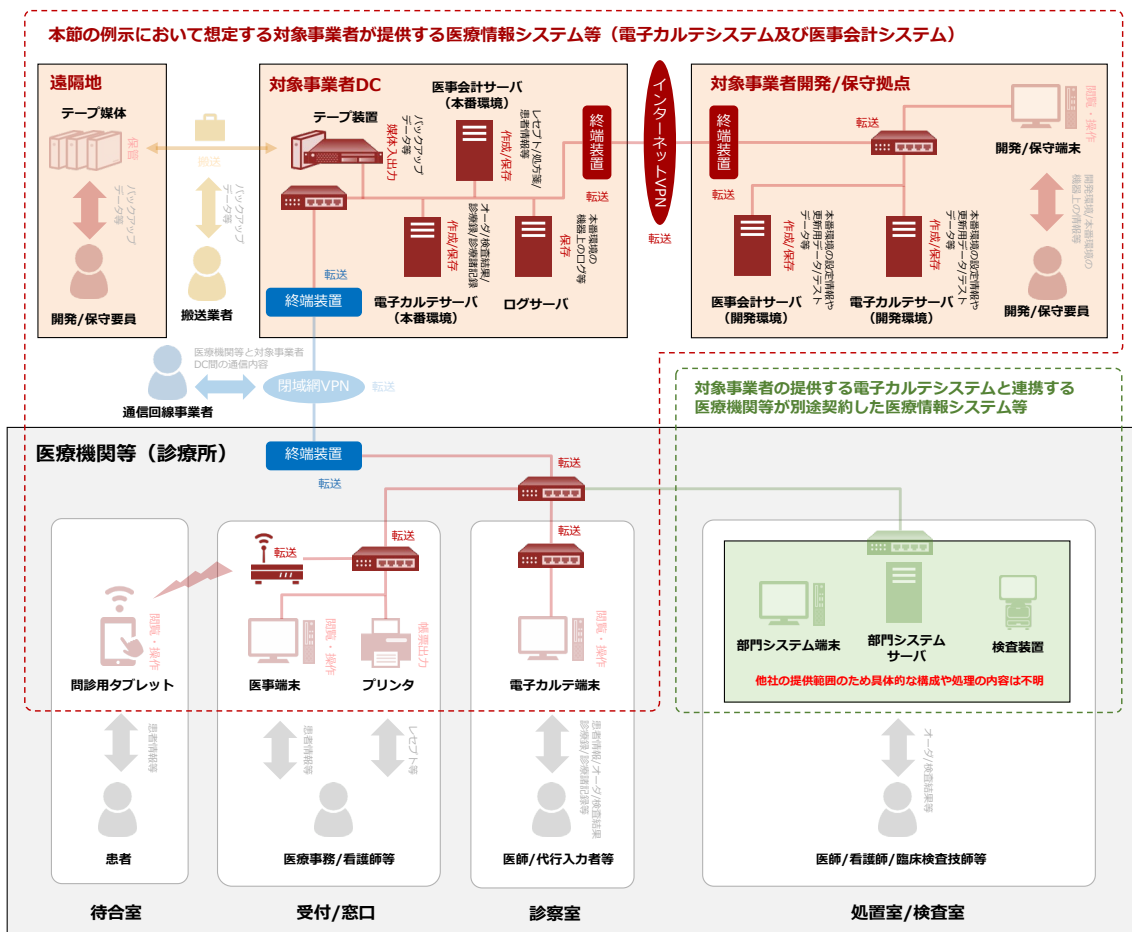 本節の例示において想定する対象事業者が提供する医療情報システム等（電子カルテシステム及び医事会計システム）
遠隔地
テープ媒体
保管
搬送
バックアップ
データ等
バックアップ
データ等
開発/保守要員
搬送業者
対象事業者DC
テープ装置
媒体入出力
バックアップ
データ等
医事会計サーバ
（本番環境）
作成/保存
レセプト/処方箋/
患者情報等
終端装置
転送
作成/保存
オーダ/検査結果/
診療録/診療諸記録
保存
本番環境の
機器上のログ等
電子カルテサーバ
（本番環境）
ログサーバ
転送
終端装置
インターネットVPN
転送
対象事業者開発/保守拠点
終端装置
転送
転送
閲覧・操作
開発/保守端末
作成/保存
本番環境の設定情報や
更新用データ/テスト
データ等
作成/保存
本番環境の設定情報や
更新用データ/テスト
データ等
開発環境/本番環境の
機器上の情報等
医事会計サーバ
（開発環境）
電子カルテサーバ
（開発環境）
開発/保守要員
医療機関等と対象事業者
DC間の通信内容
通信回線事業者
閉域網VPN
転送
対象事業者の提供する電子カルテシステムと連携する
医療機関等が別途契約した医療情報システム等
医療機関等（診療所）
終端装置
転送
転送
転送
転送
転送
閲覧・操作
問診用タブレット
閲覧・操作
医事端末
帳票出力
プリンタ
閲覧・操作
電子カルテ端末
部門システム端末
部門システム
サーバ
検査装置
他社の提供範囲のため具体的な構成や処理の内容は不明
患者情報等
患者情報等
レセプト等
患者情報/オーダ/検査結果
診療録/診療諸記録等
オーダ/検査結果等
患者
医療事務/看護師等
医師/代行入力者等
医師/看護師/臨床検査技師等
待合室
受付/窓口
診察室
処置室/検査室